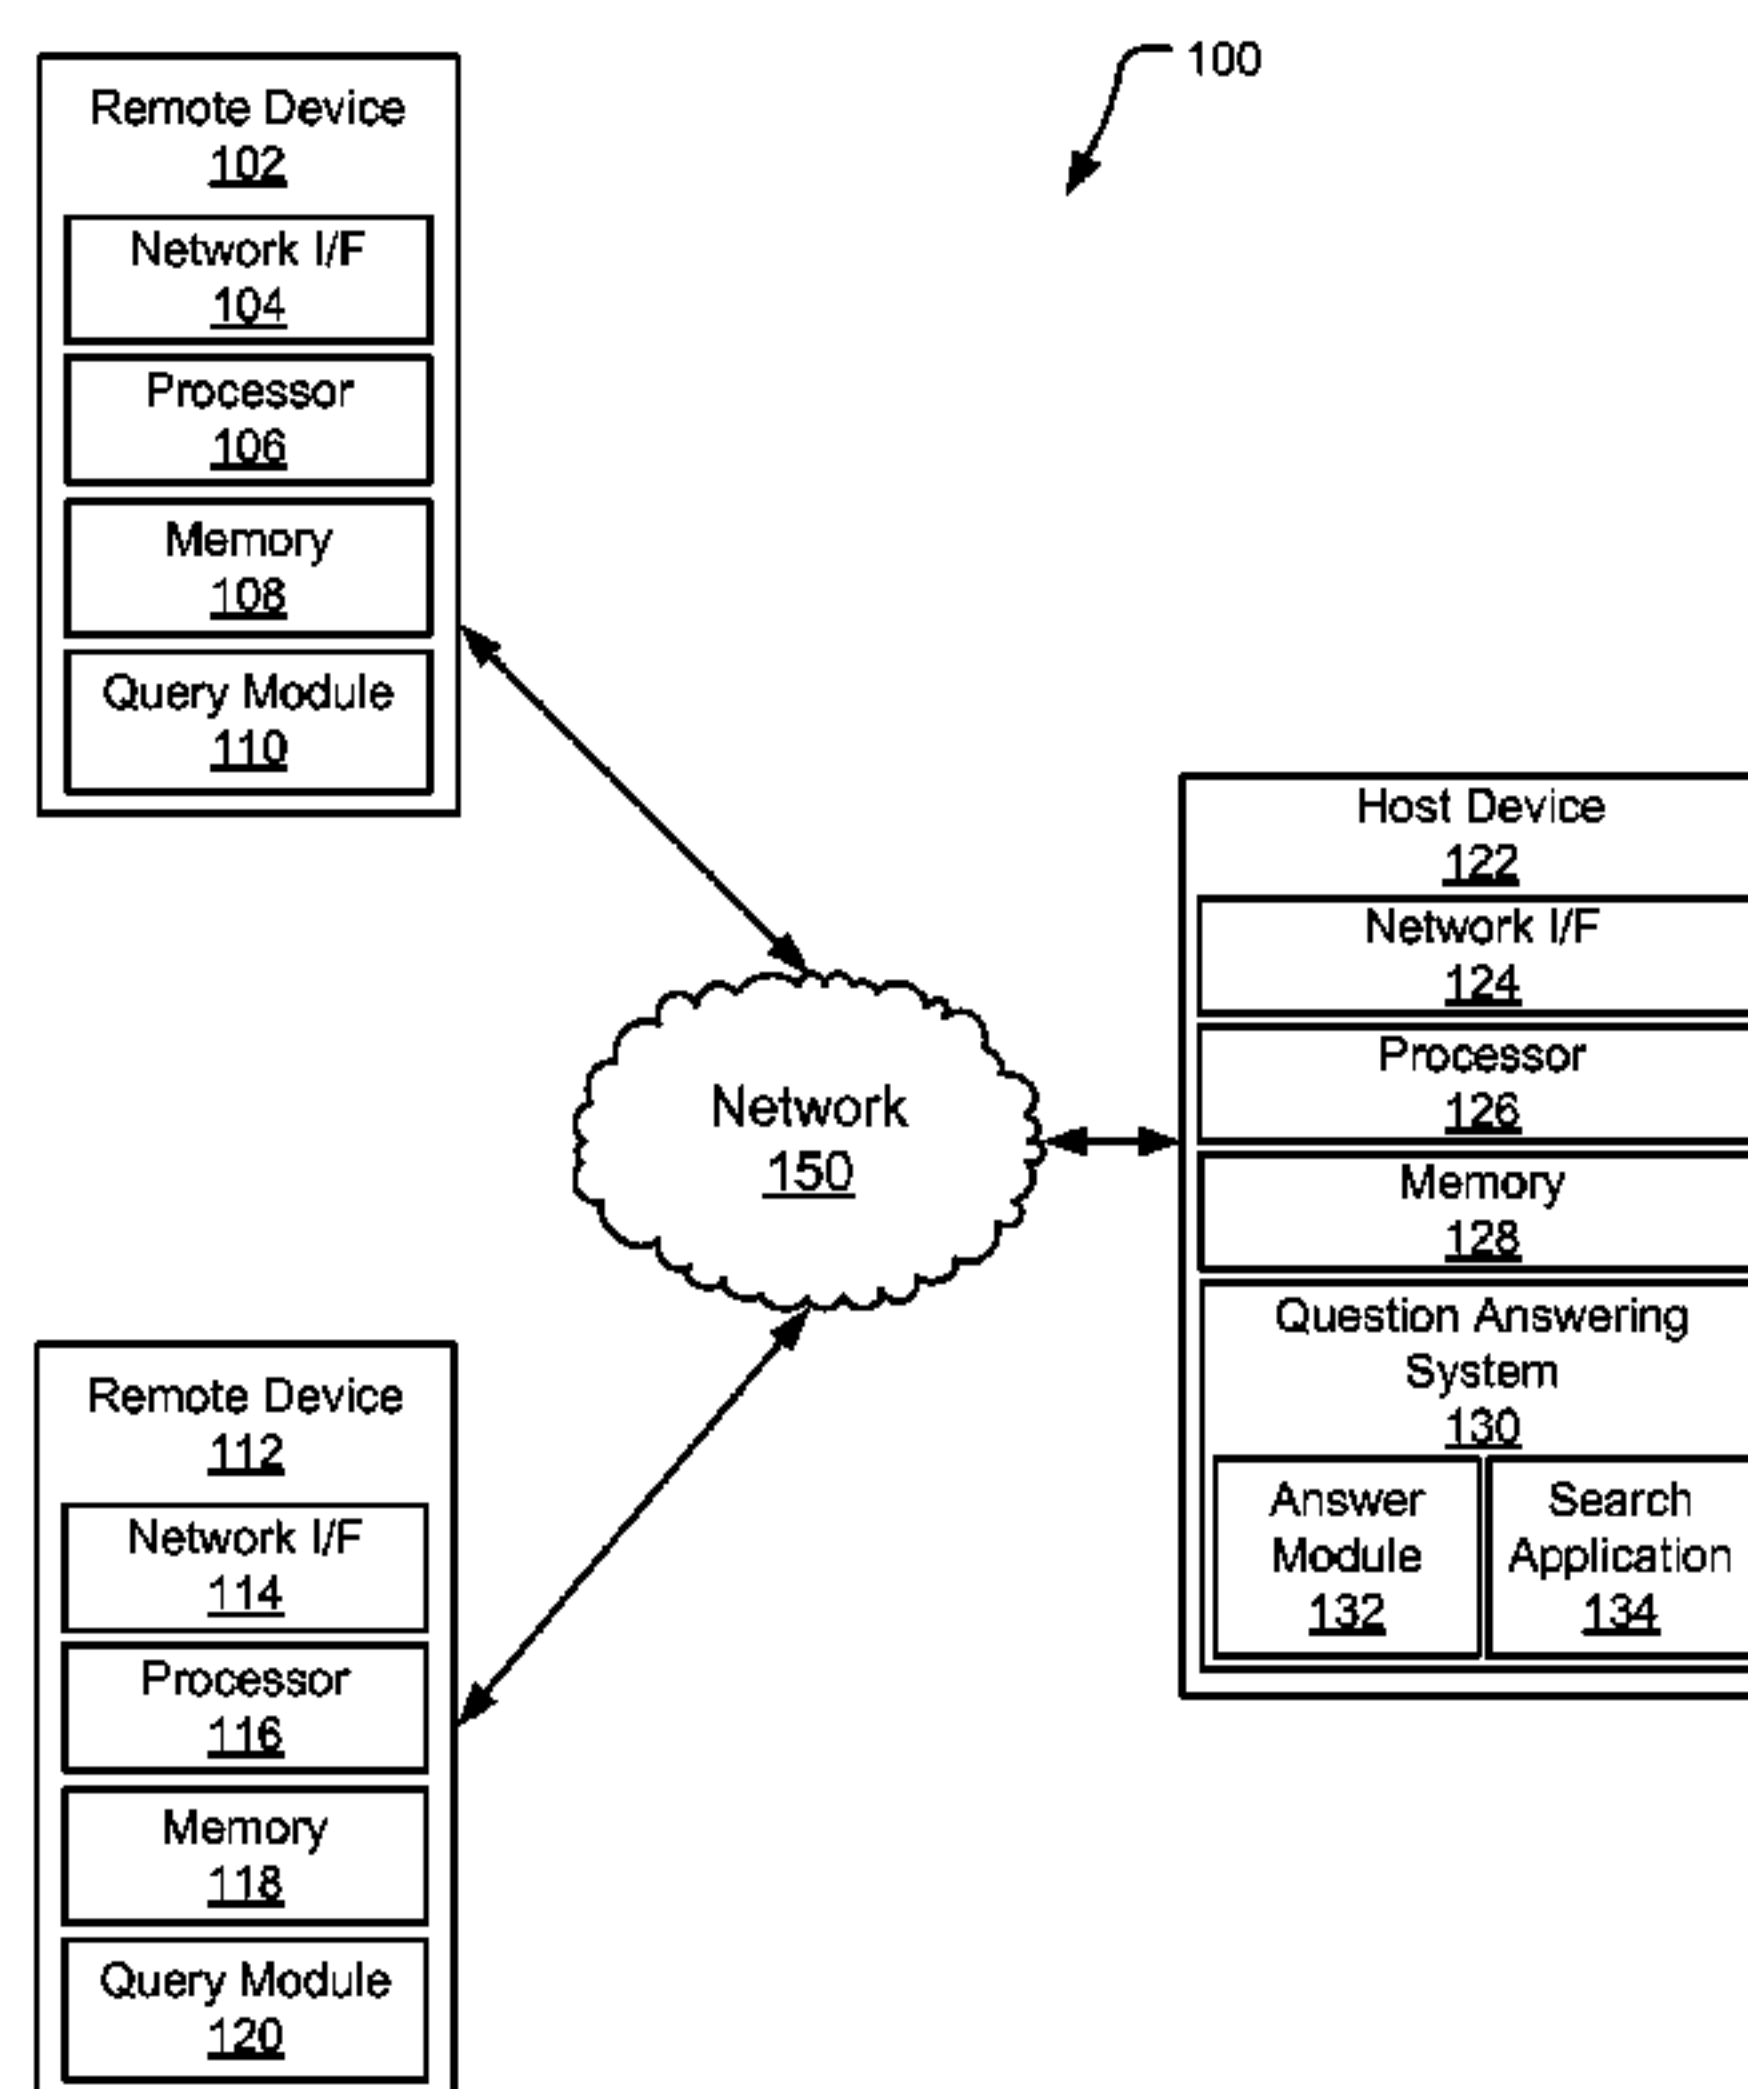 100
Remote Device
102
Network I/F
104
Processor
106
Memory
108
Query Module
110
Network
150
Host Device
122
Network I/F
124
Processor
126
Memory
128
Question Answering
System
130
Answer
Module
132
Search
Application
134
Remote Device
112
Network I/F
114
Processor
116
Memory
118
Query Module
120